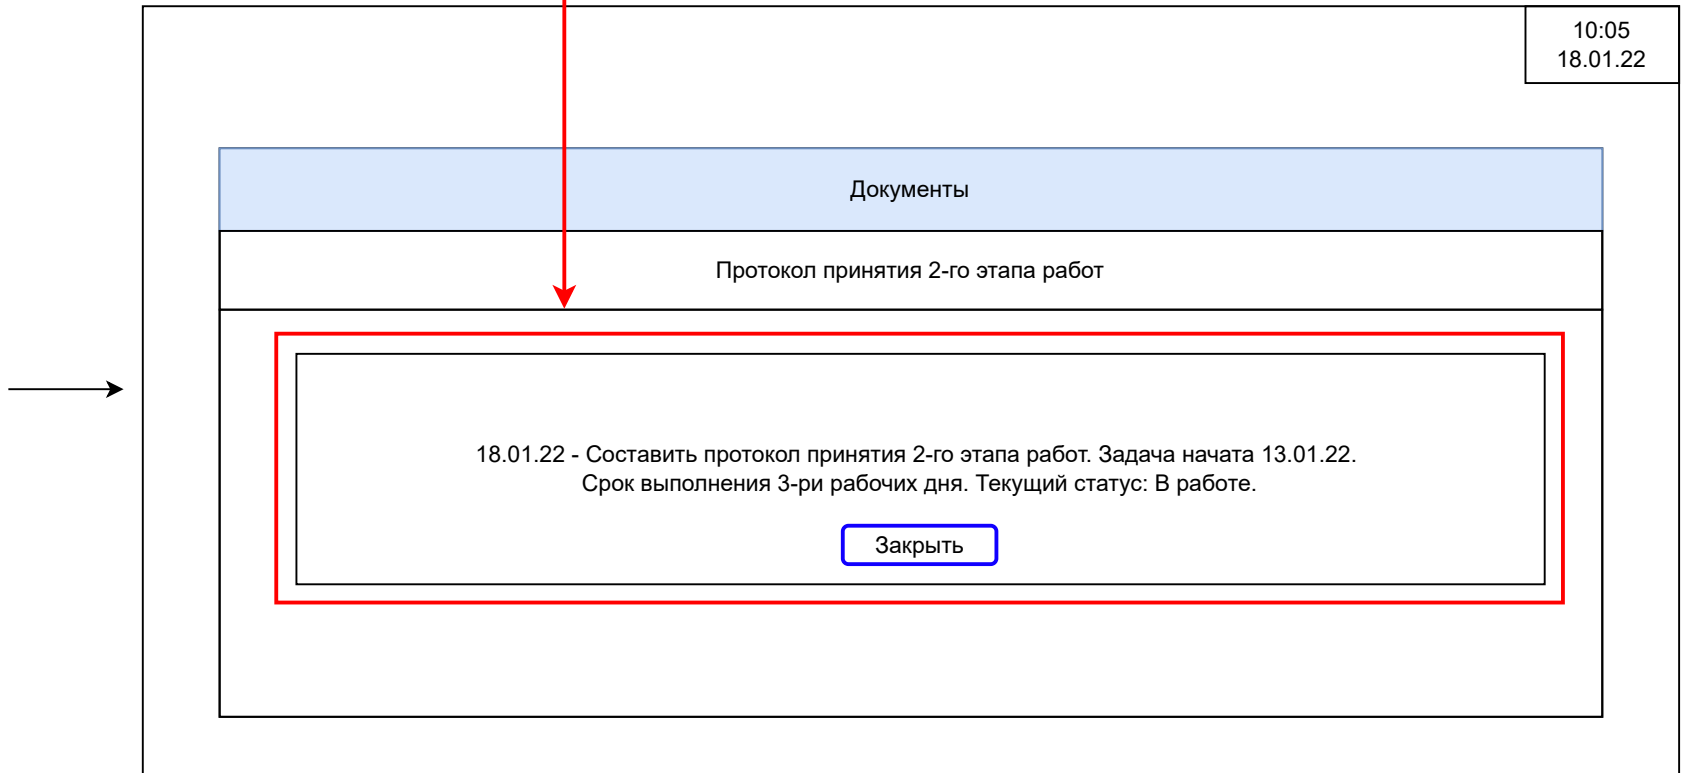 10:05
18.01.22
Документы
Протокол принятия 2-го этапа работ
18.01.22 - Составить протокол принятия 2-го этапа работ. Задача начата 13.01.22.
Срок выполнения 3-ри рабочих дня. Текущий статус: В работе.
Закрыть